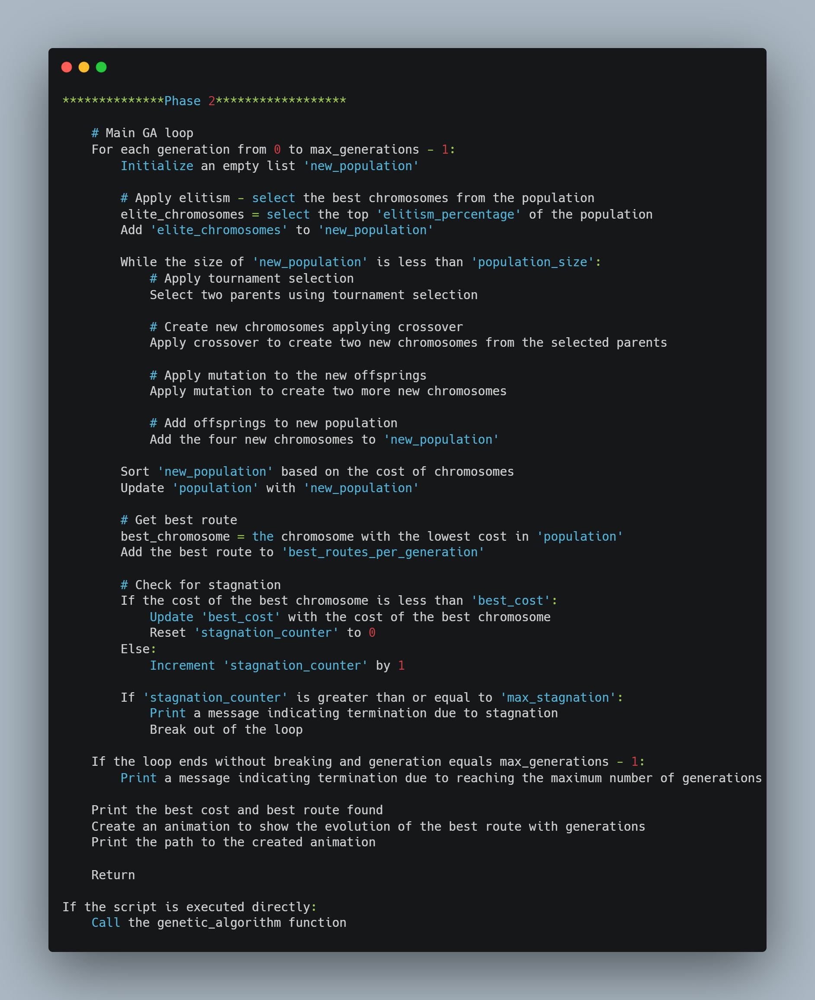 **************Phase 2******************
# Main GA loop
For each generation from 0 to max_generations - 1:
Initialize an empty list 'new_population'
# Apply elitism - select the best chromosomes from the population
elite_chromosomes = select the top 'elitism_percentage' of the population
Add 'elite_chromosomes' to 'new_population'
While the size of 'new_population' is less than 'population_size':
# Apply tournament selection
Select two parents using tournament selection
# Create new chromosomes applying crossover
Apply crossover to create two new chromosomes from the selected parents
# Apply mutation to the new offsprings
Apply mutation to create two more new chromosomes
# Add offsprings to new population
Add the four new chromosomes to 'new_population'
Sort 'new_population' based on the cost of chromosomes
Update 'population' with 'new_population'
# Get best route
best_chromosome = the chromosome with the lowest cost in 'population'
Add the best route to 'best_routes_per_generation'
# Check for stagnation
If the cost of the best chromosome is less than 'best_cost':
Update 'best_cost' with the cost of the best chromosome
Reset 'stagnation_counter' to 0
Else:
Increment 'stagnation_counter' by 1
If 'stagnation_counter' is greater than or equal to 'max_stagnation':
Print a message indicating termination due to stagnation
Break out of the loop
If the loop ends without breaking and generation equals max_generations - 1:
Print a message indicating termination due to reaching the maximum number of generations
Print the best cost and best route found
Create an animation to show the evolution of the best route with generations
Print the path to the created animation
Return
If the script is executed directly:
Call the genetic_algorithm function